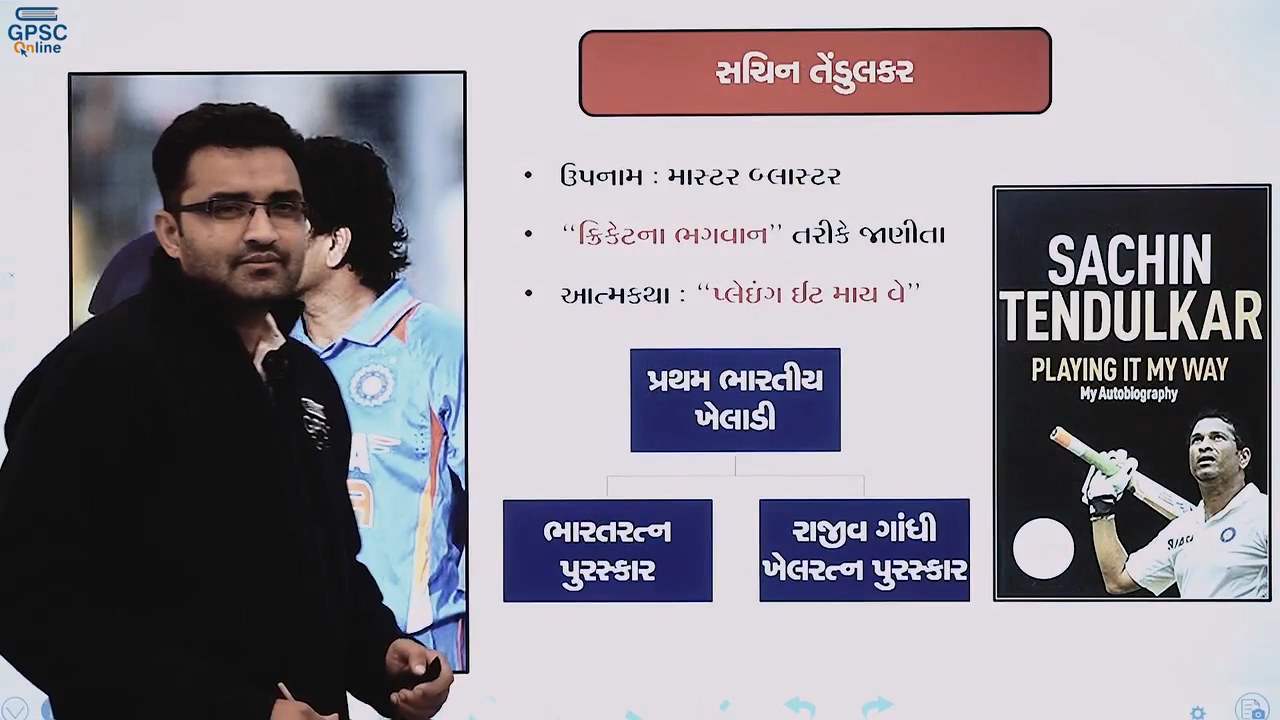 GPSC
Online
સચિન તેંડુલકર
• ઉપનામ : માસ્ટર બ્લાસ્ટર
• “ક્રિકેટના ભગવાન” તરીકે જાણીતા
• આત્મકથા : “પ્લેઇંગ ઈટ માય વે”
પ્રથમ ભારતીય
ખેલાડી
ભારતરત્ન
પુરસ્કાર
રાજીવ ગાંધી
ખેલરત્ન પુરસ્કાર
SACHIN
TENDULKAR
PLAYING IT MY WAY
My Autobiography